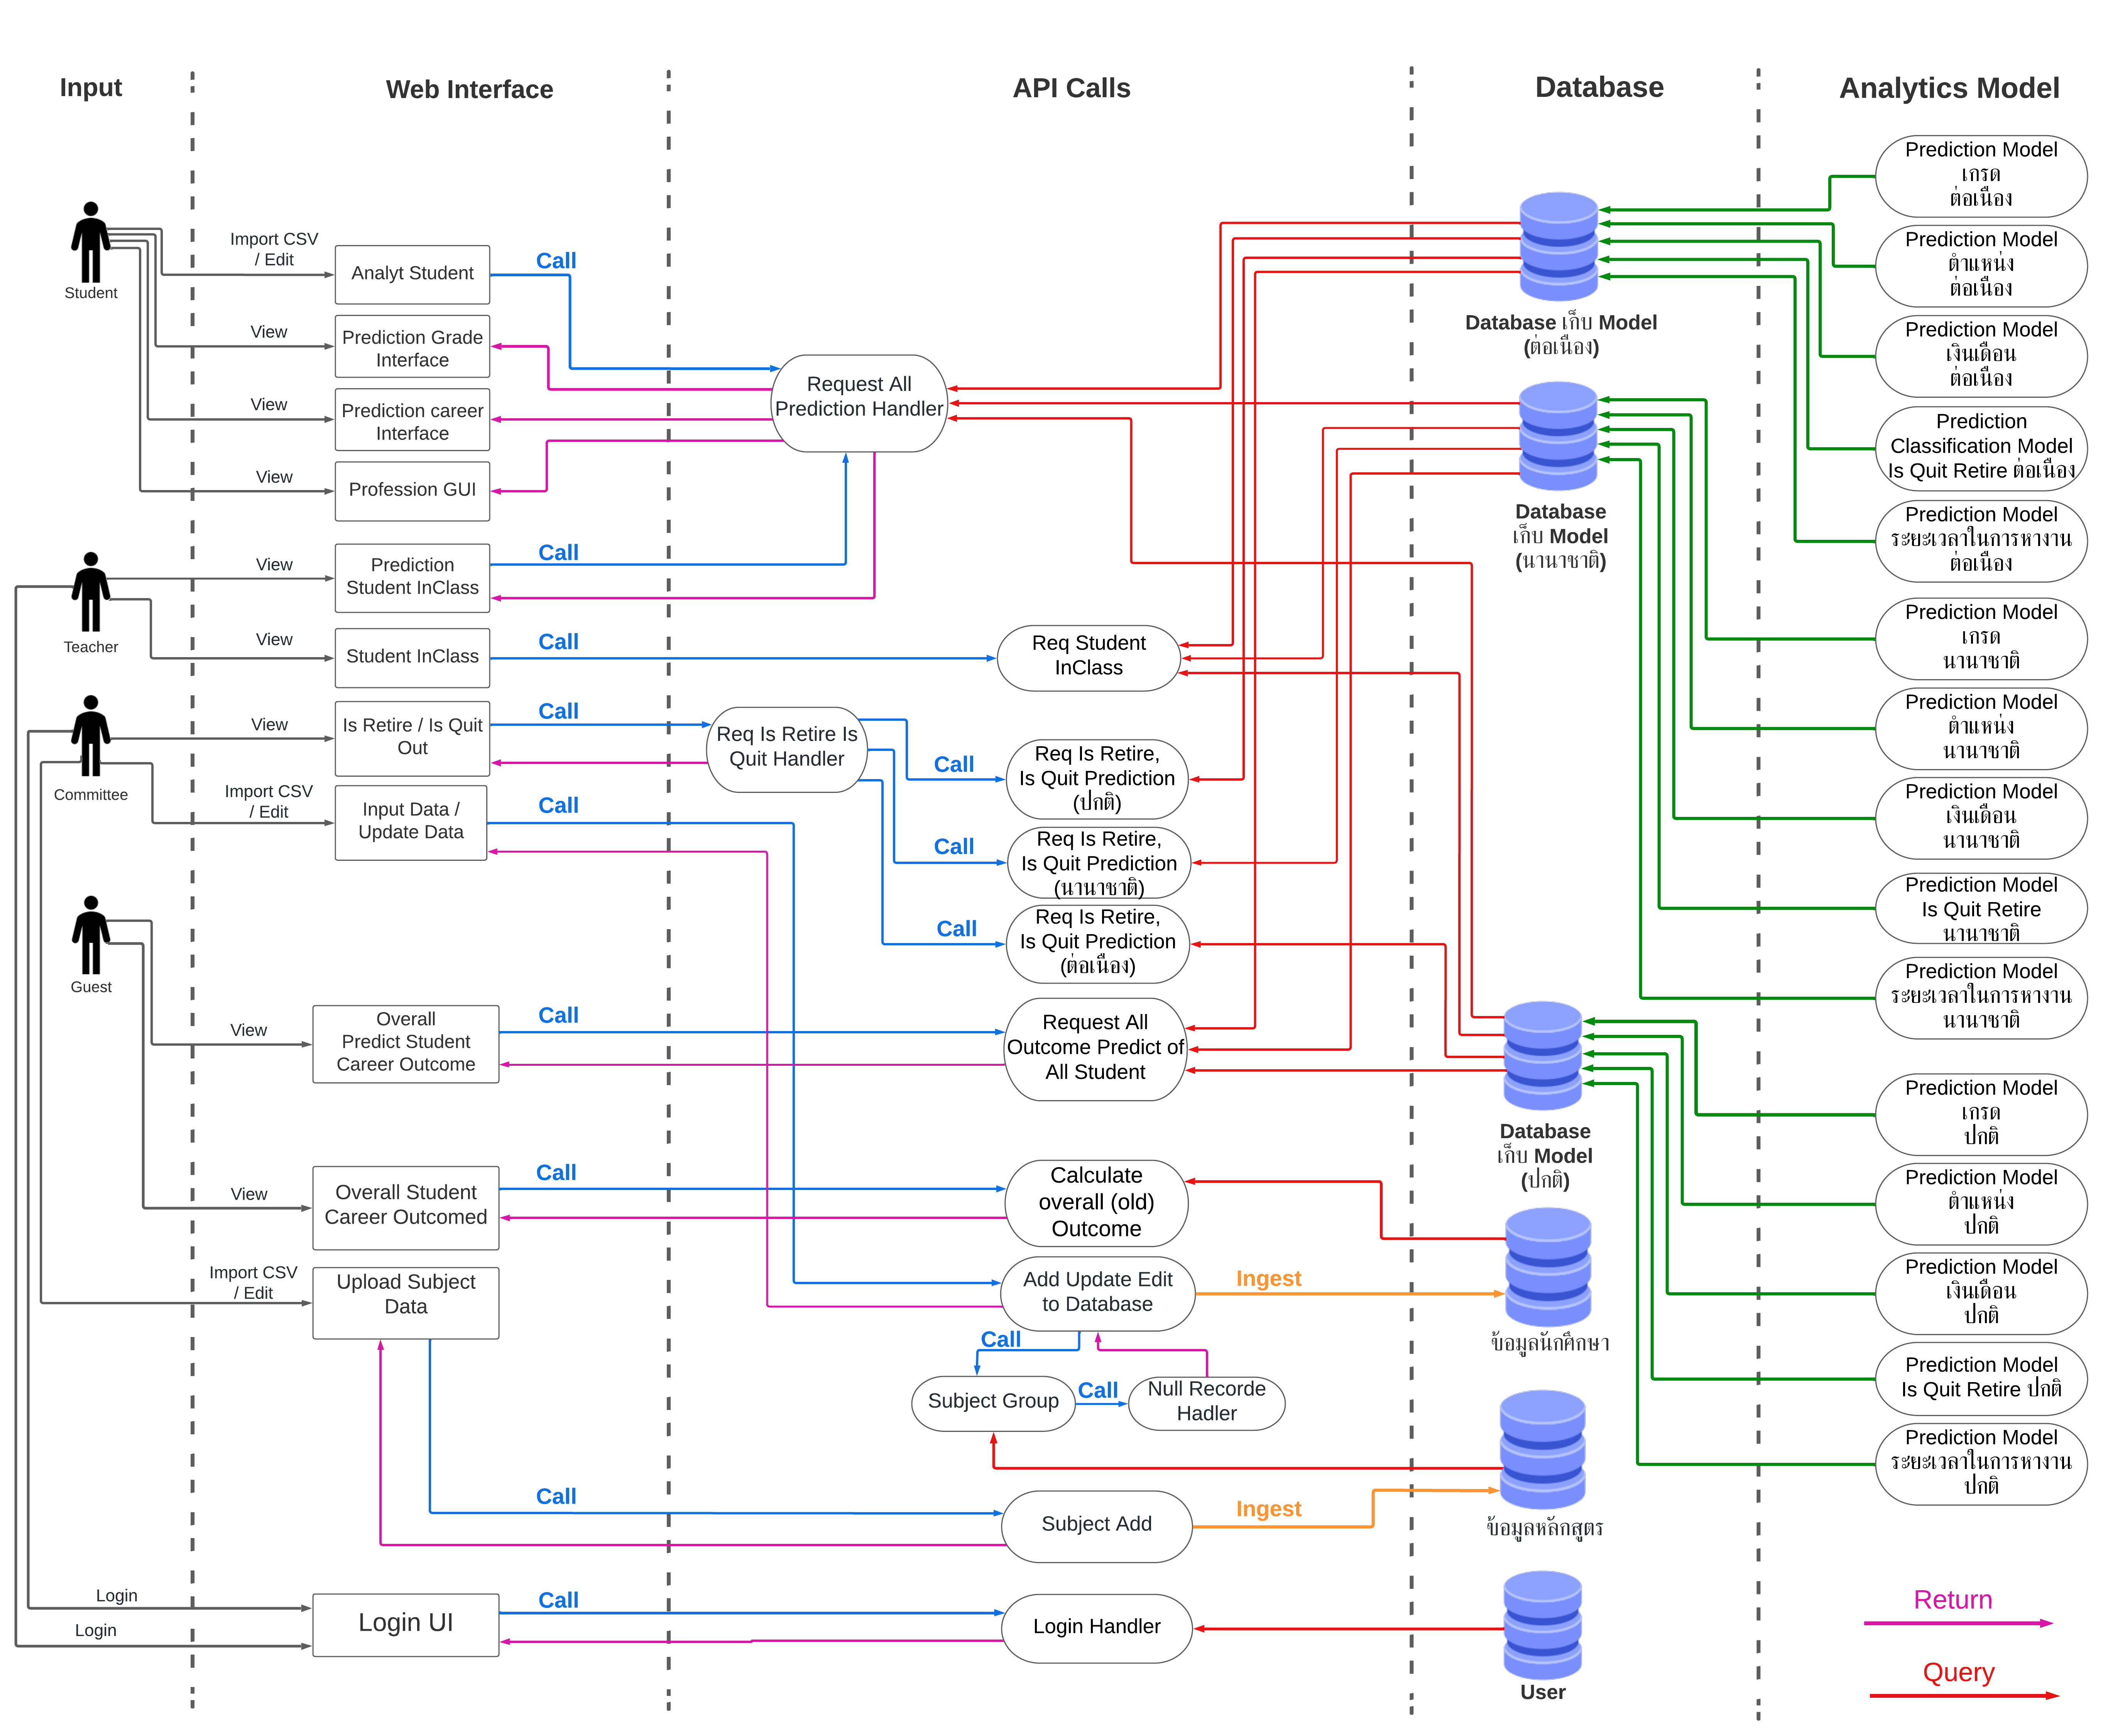 Input
Web Interface
API Calls
Database
Analytics Model
Student
Import CSV
/ Edit
View
View
View
Teacher
View
View
Committee
View
Import CSV
/ Edit
Guest
View
View
Import CSV
/ Edit
Login
Login
Analyt Student
Prediction Grade
Interface
Prediction career
Interface
Profession GUI
Prediction
Student InClass
Student InClass
Is Retire / Is Quit
Out
Input Data /
Update Data
Overall
Predict Student
Career Outcome
Overall Student
Career Outcomed
Upload Subject
Data
Login UI
Call
Call
Call
Call
Call
Call
Call
Call
Call
Request All
Prediction Handler
Req Student
InClass
Req Is Retire Is
Quit Handler
Call
Call
Call
Req Is Retire,
Is Quit Prediction
(ปกติ)
Req Is Retire,
Is Quit Prediction
(นานาชาติ)
Req Is Retire,
Is Quit Prediction
(ต่อเนื่อง)
Request All
Outcome Predict of
All Student
Calculate
overall (old)
Outcome
Add Update Edit
to Database
Ingest
Call
Subject Group
Call
Null Recorde
Hadler
Subject Add
Ingest
Login Handler
Database เก็บ Model
(ต่อเนื่อง)
Database
เก็บ Model
(นานาชาติ)
Database
เก็บ Model
(ปกติ)
ข้อมูลนักศึกษา
ข้อมูลหลักสูตร
User
Prediction Model
เกรด
ต่อเนื่อง
Prediction Model
ตำแหน่ง
ต่อเนื่อง
Prediction Model
เงินเดือน
ต่อเนื่อง
Prediction
Classification Model
Is Quit Retire ต่อเนื่อง
Prediction Model
ระยะเวลาในการหางาน
ต่อเนื่อง
Prediction Model
เกรด
นานาชาติ
Prediction Model
ตำแหน่ง
นานาชาติ
Prediction Model
เงินเดือน
นานาชาติ
Prediction Model
Is Quit Retire
นานาชาติ
Prediction Model
ระยะเวลาในการหางาน
นานาชาติ
Prediction Model
เกรด
ปกติ
Prediction Model
ตำแหน่ง
ปกติ
Prediction Model
เงินเดือน
ปกติ
Prediction Model
Is Quit Retire ปกติ
Prediction Model
ระยะเวลาในการหางาน
ปกติ
Return
Query